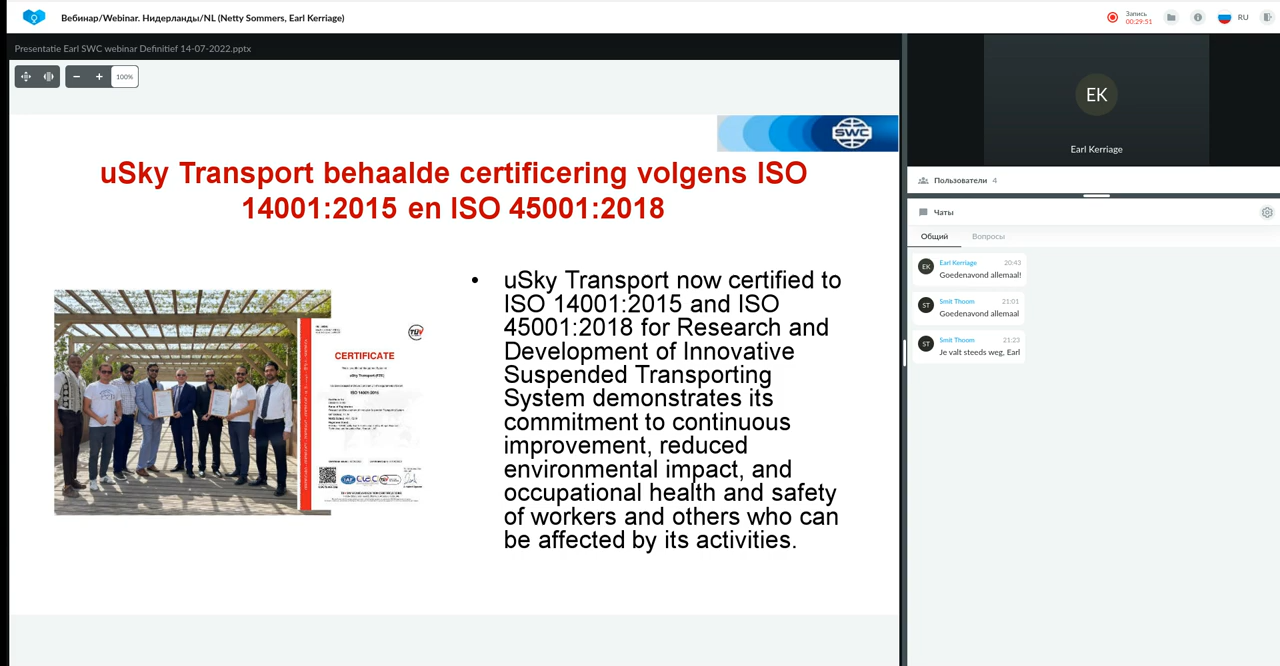 Вебинар/Webinar. Нидерланды/NL (Netty Sommers, Earl Kerriage)
Запись
00:29:51
RU
Presentatie Earl SWC webinar Definitief 14-07-2022.pptx
100%
SWC
uSky Transport behaalde certificering volgens ISO
14001:2015 en ISO 45001:2018
uSky Transport now certified to
ISO 14001:2015 and ISO
45001:2018 for Research and
Development of Innovative
Suspended Transporting
System demonstrates its
commitment to continuous
improvement, reduced
environmental impact, and
occupational health and safety
of workers and others who can
be affected by its activities.
CERTIFICATE
ISO 14001:2015
EK
Earl Kerriage
Пользователи 4
Чаты
Общий
Вопросы
EK
Earl Kerriage 20:43
Goedenavond allemaal!
ST
Smit Thoom 21:01
Goedenavond allemaal
ST
Smit Thoom 21:23
Je valt steeds weg, Earl